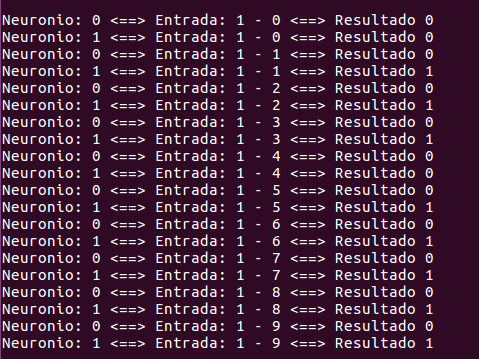 Neuronio: 0 <==> Entrada: 1 - 0 <==> Resultado 0
Neuronio: 1 <==> Entrada: 1 - 0 <==> Resultado 0
Neuronio: 0 <==> Entrada: 1 - 1 <==> Resultado 0
Neuronio: 1 <==> Entrada: 1 - 1 <==> Resultado 1
Neuronio: 0 <==> Entrada: 1 - 2 <==> Resultado 0
Neuronio: 1 <==> Entrada: 1 - 2 <==> Resultado 1
Neuronio: 0 <==> Entrada: 1 - 3 <==> Resultado 0
Neuronio: 1 <==> Entrada: 1 - 3 <==> Resultado 1
Neuronio: 0 <==> Entrada: 1 - 4 <==> Resultado 0
Neuronio: 1 <==> Entrada: 1 - 4 <==> Resultado 0
Neuronio: 0 <==> Entrada: 1 - 5 <==> Resultado 0
Neuronio: 1 <==> Entrada: 1 - 5 <==> Resultado 1
Neuronio: 0 <==> Entrada: 1 - 6 <==> Resultado 0
Neuronio: 1 <==> Entrada: 1 - 6 <==> Resultado 1
Neuronio: 0 <==> Entrada: 1 - 7 <==> Resultado 0
Neuronio: 1 <==> Entrada: 1 - 7 <==> Resultado 1
Neuronio: 0 <==> Entrada: 1 - 8 <==> Resultado 0
Neuronio: 1 <==> Entrada: 1 - 8 <==> Resultado 1
Neuronio: 0 <==> Entrada: 1 - 9 <==> Resultado 0
Neuronio: 1 <==> Entrada: 1 - 9 <==> Resultado 1